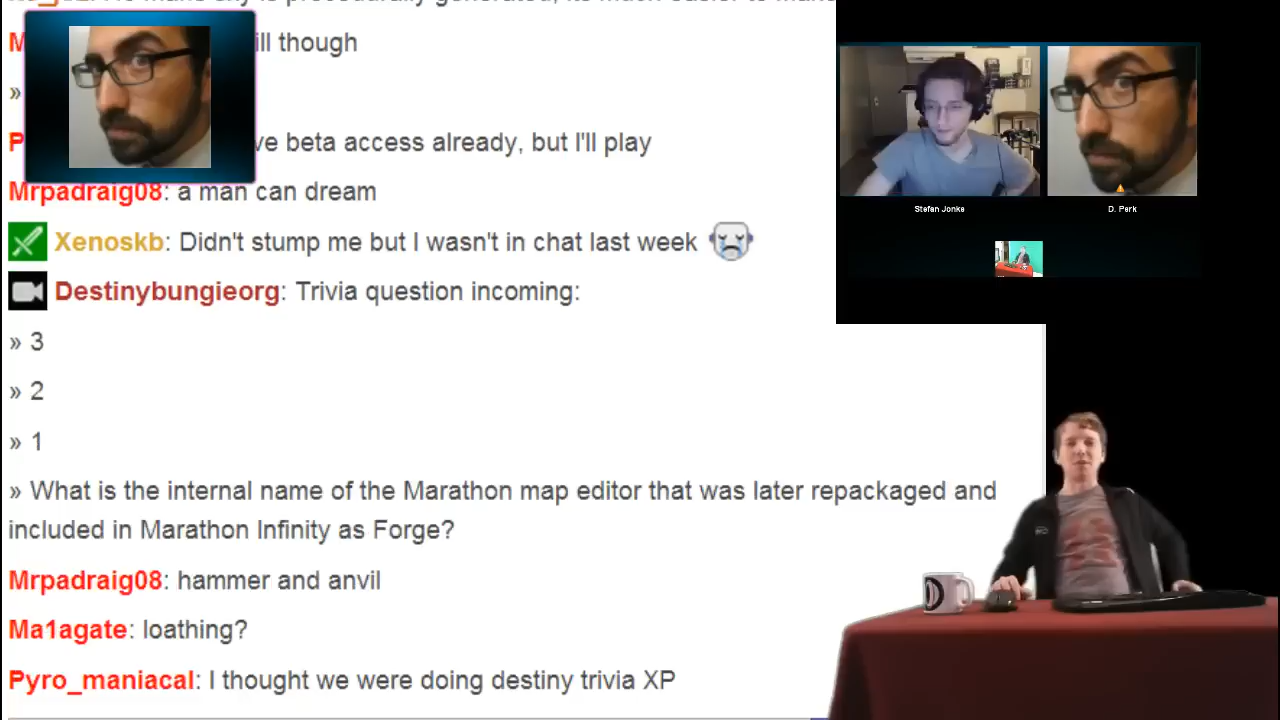 ill though
»
ve beta access already, but I'll play
Mrpadraig08: a man can dream
Xenoskb: Didn't stump me but I wasn't in chat last week
Destinybungieorg: Trivia question incoming:
» 3
» 2
» 1
» What is the internal name of the Marathon map editor that was later repackaged and
included in Marathon Infinity as Forge?
Mrpadraig08: hammer and anvil
Ma1agate: loathing?
Pyro_maniacal: I thought we were doing destiny trivia XP
Stefan Jonke
D. Perk